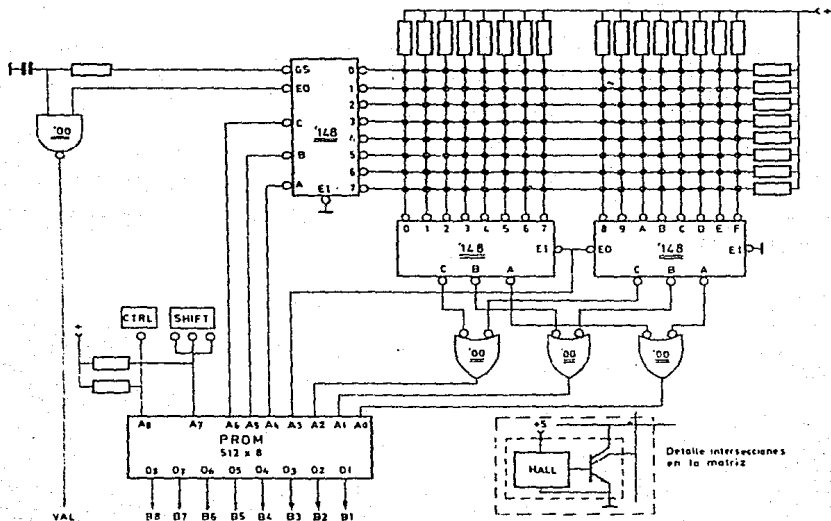 +
GS
EO
C
B
A
EI
'148
0
1
2
3
4
5
6
7
'00
0 1 2 3 4 5 6 7
'148
EI
C B A
8 9 A B C D E F
EO
'148
EI
C B A
'00
'00
'00
+
CTRL
SHIFT
A8 A7 A6 A5 A4 A3 A2 A1 A0
PROM
512 x 8
O8 O7 O6 O5 O4 O3 O2 O1
VAL B8 B7 B6 B5 B4 B3 B2 B1
+5
HALL
Detalle intersecciones
en la matriz